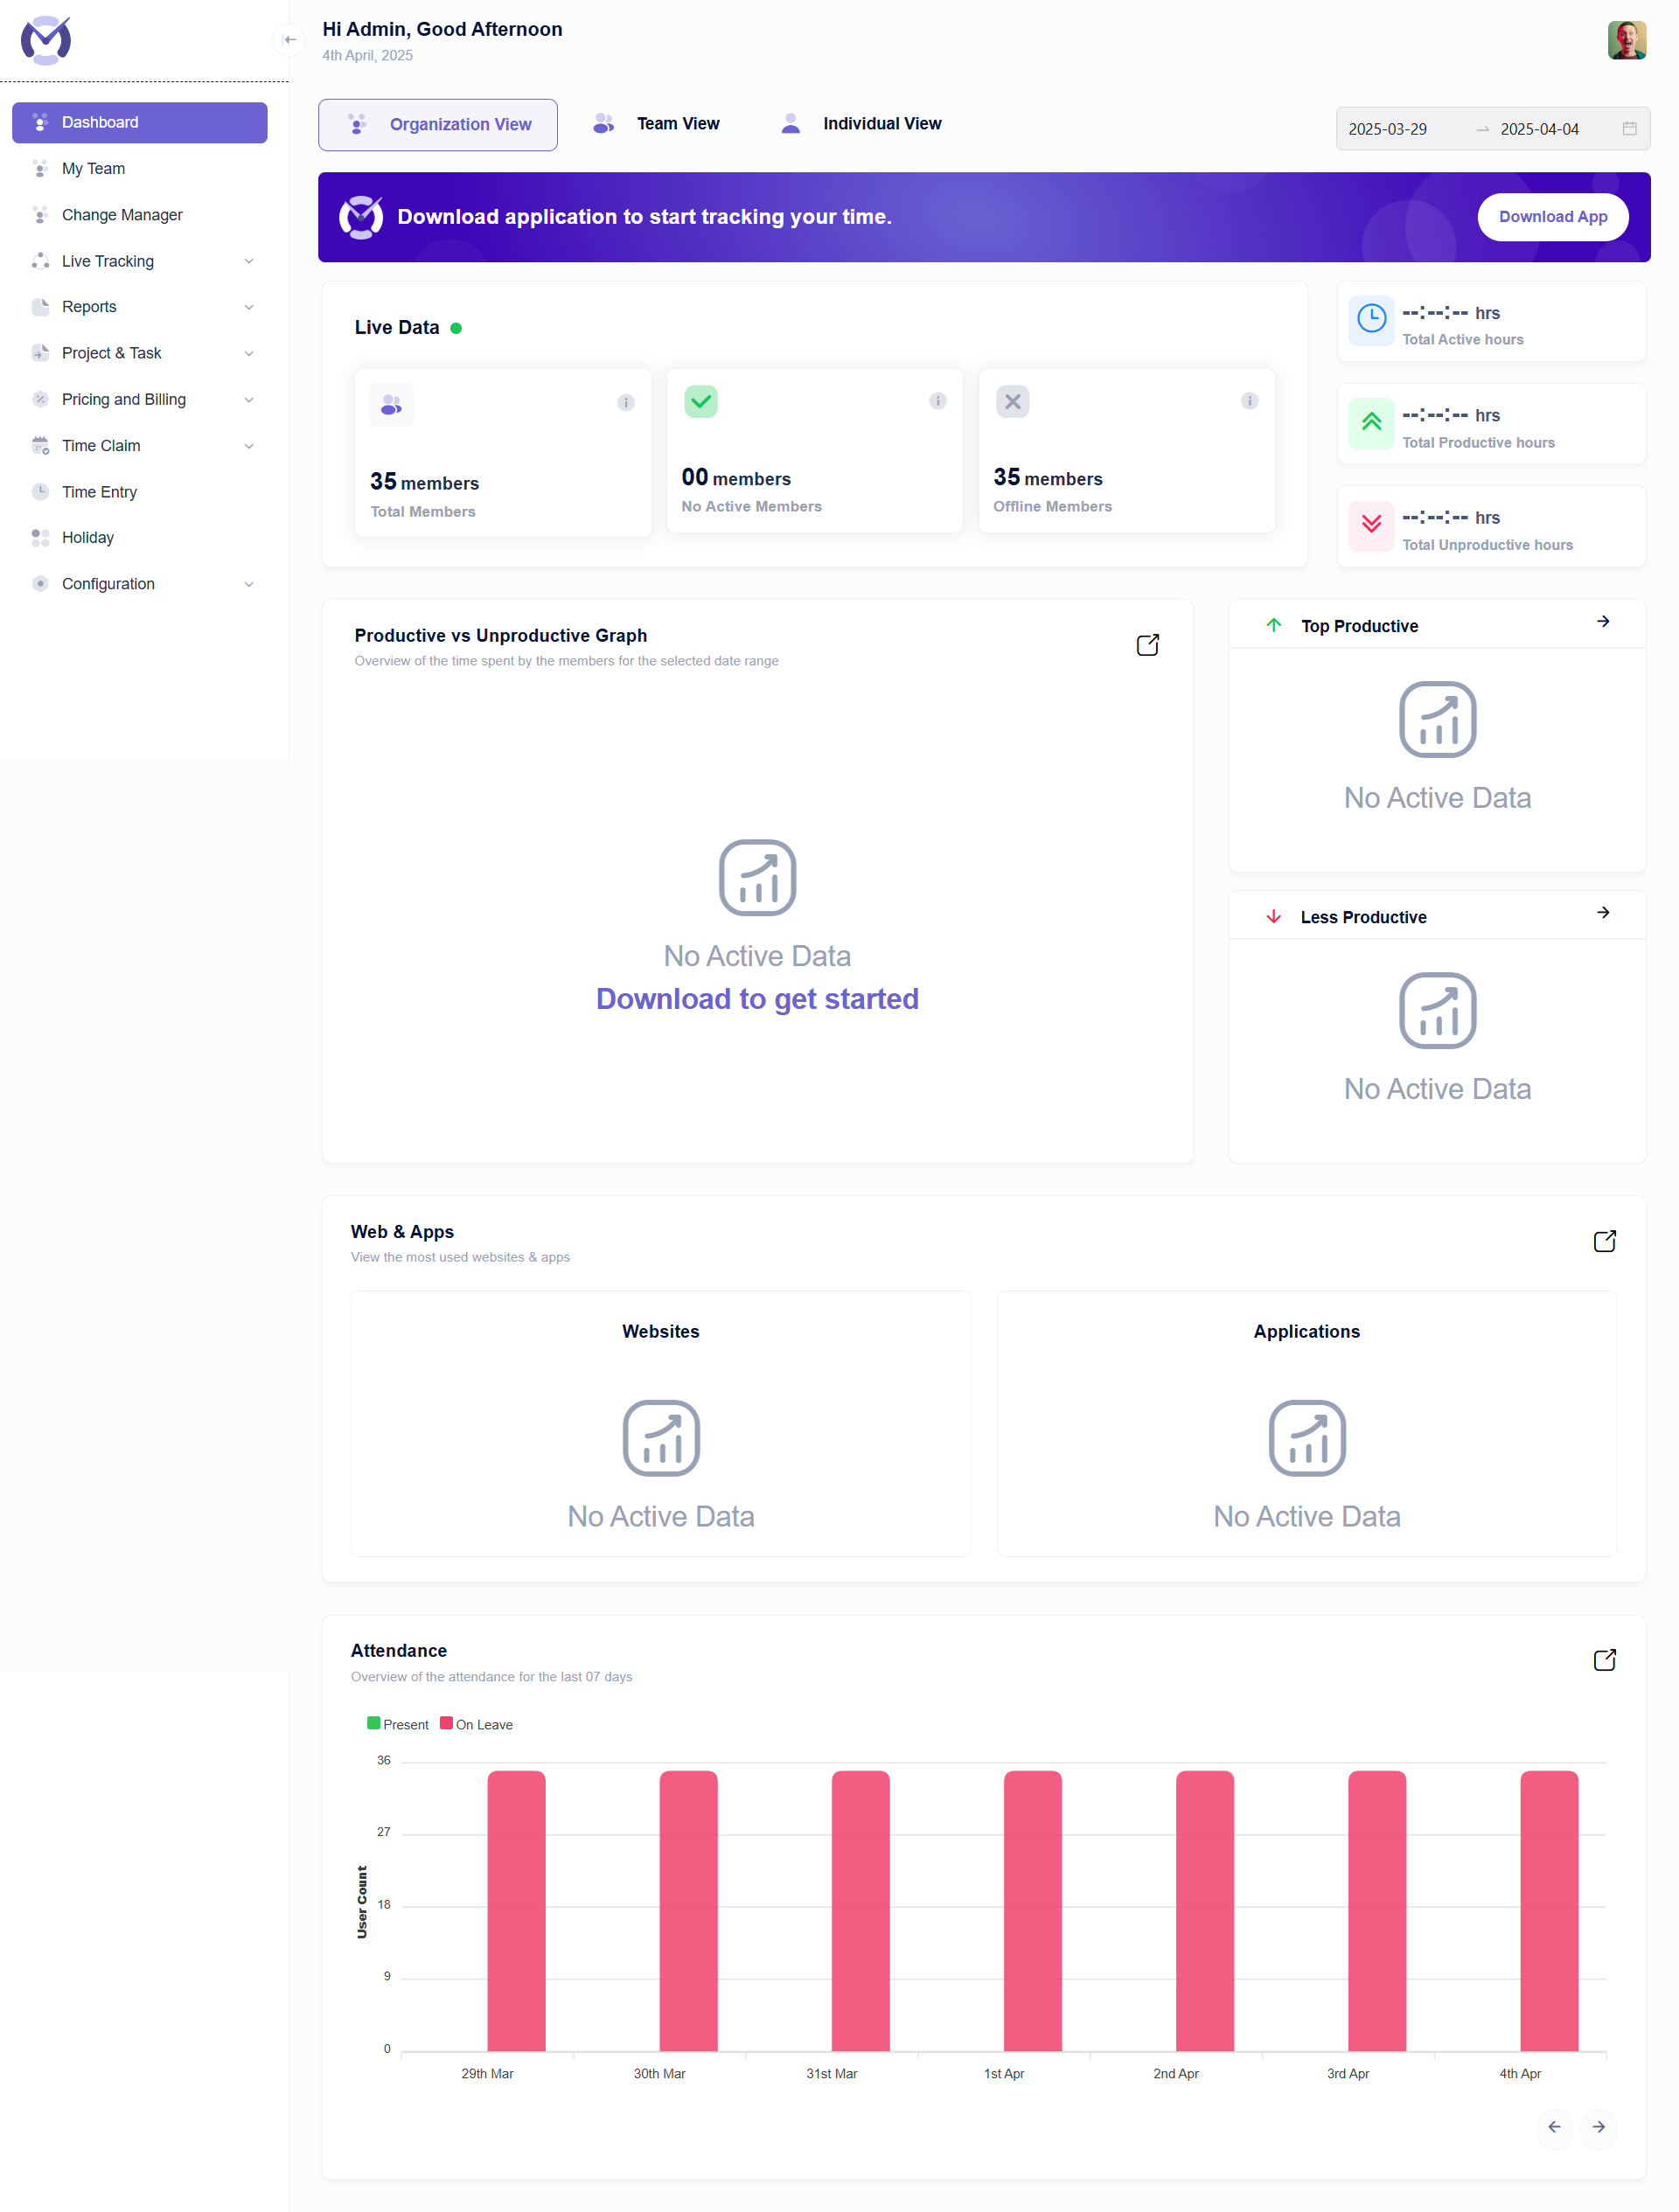 Hi Admin, Good Afternoon
4th April, 2025
Dashboard
My Team
Change Manager
Live Tracking
Reports
Project & Task
Pricing and Billing
Time Claim
Time Entry
Holiday
Configuration
Organization View
Team View
Individual View
2025-03-29
2025-04-04
Download application to start tracking your time.
Download App
Live Data
35 members
Total Members
00 members
No Active Members
35 members
Offline Members
--:--:-- hrs
Total Active hours
--:--:-- hrs
Total Productive hours
--:--:-- hrs
Total Unproductive hours
Productive vs Unproductive Graph
Overview of the time spent by the members for the selected date range
No Active Data
Download to get started
Top Productive
No Active Data
Less Productive
No Active Data
Web & Apps
View the most used websites & apps
Websites
No Active Data
Applications
No Active Data
Attendance
Overview of the attendance for the last 07 days
Present
On Leave
User Count
36
27
18
9
0
29th Mar
30th Mar
31st Mar
1st Apr
2nd Apr
3rd Apr
4th Apr